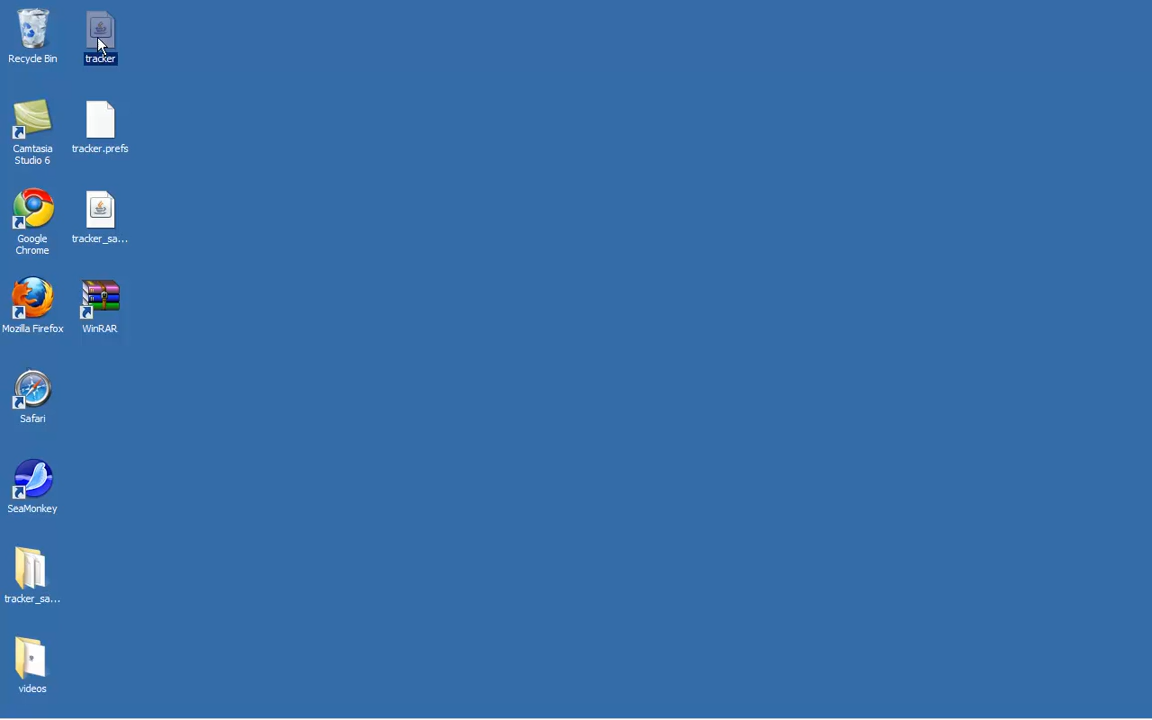 Recycle Bin
tracker
Camtasia
Studio 6
tracker.prefs
Google
Chrome
tracker_sa...
Mozilla Firefox
WinRAR
Safari
SeaMonkey
tracker_sa...
videos